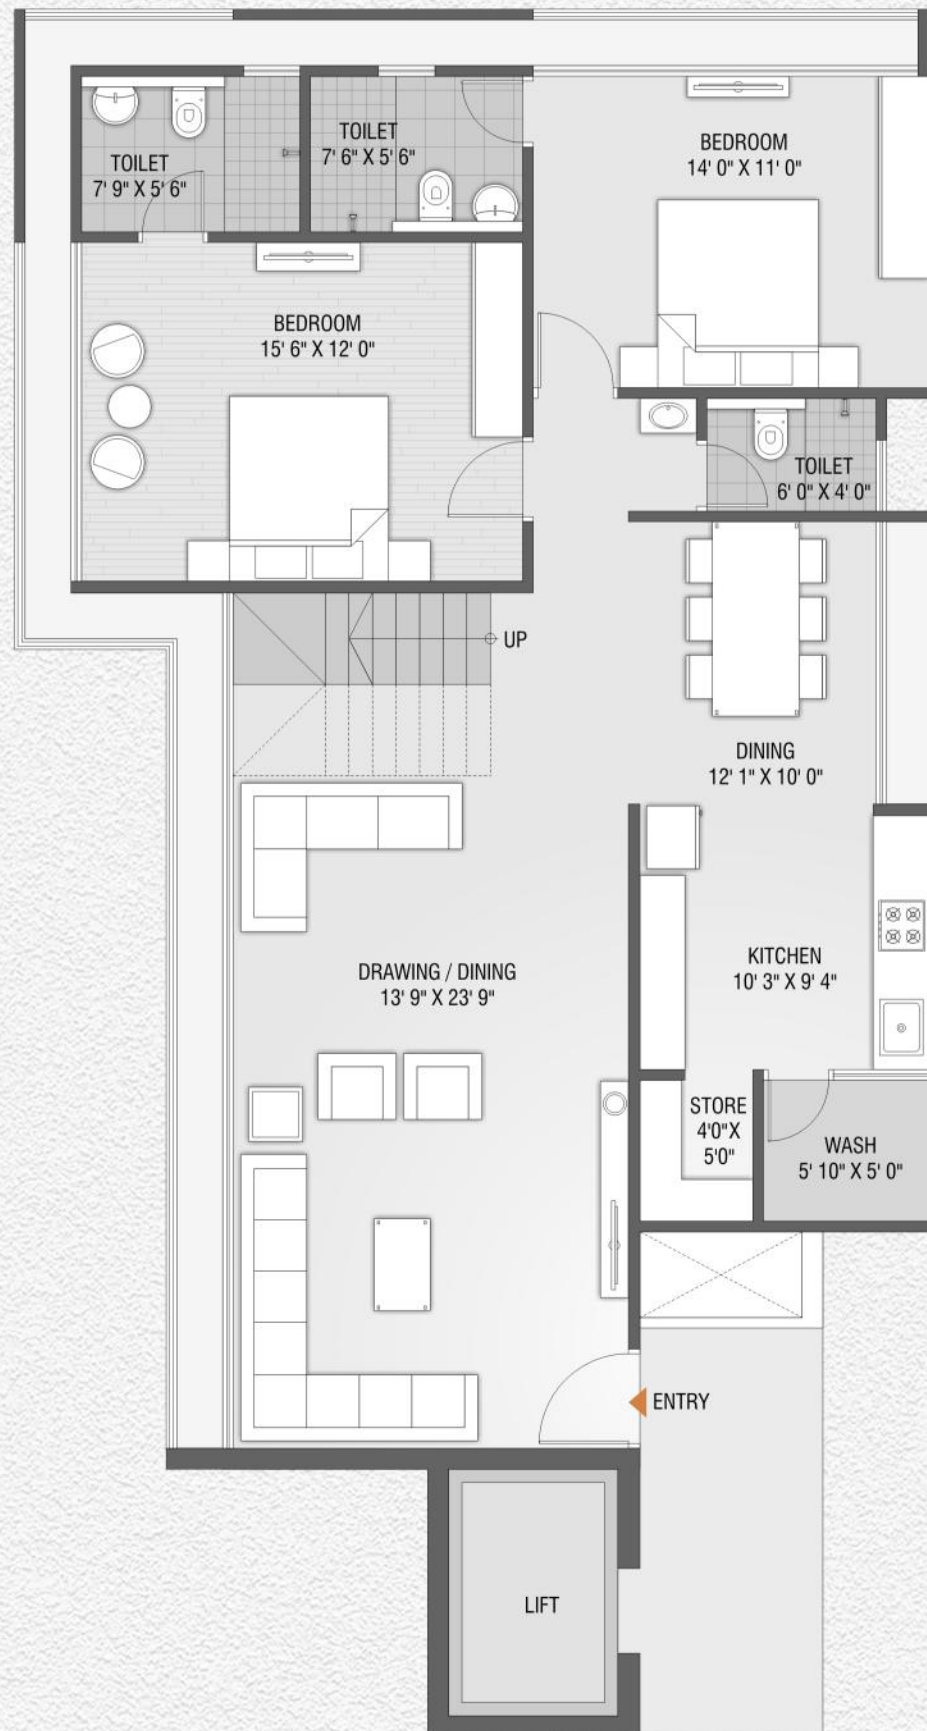 TOILET
7' 9" X 5' 6"
TOILET
7' 6" X 5' 6"
BEDROOM
14' 0" X 11' 0"
BEDROOM
15' 6" X 12' 0"
TOILET
6' 0" X 4' 0"
UP
DINING
12' 1" X 10' 0"
DRAWING / DINING
13' 9" X 23' 9"
KITCHEN
10' 3" X 9' 4"
STORE
4'0"X
5'0"
WASH
5' 10" X 5' 0"
ENTRY
LIFT